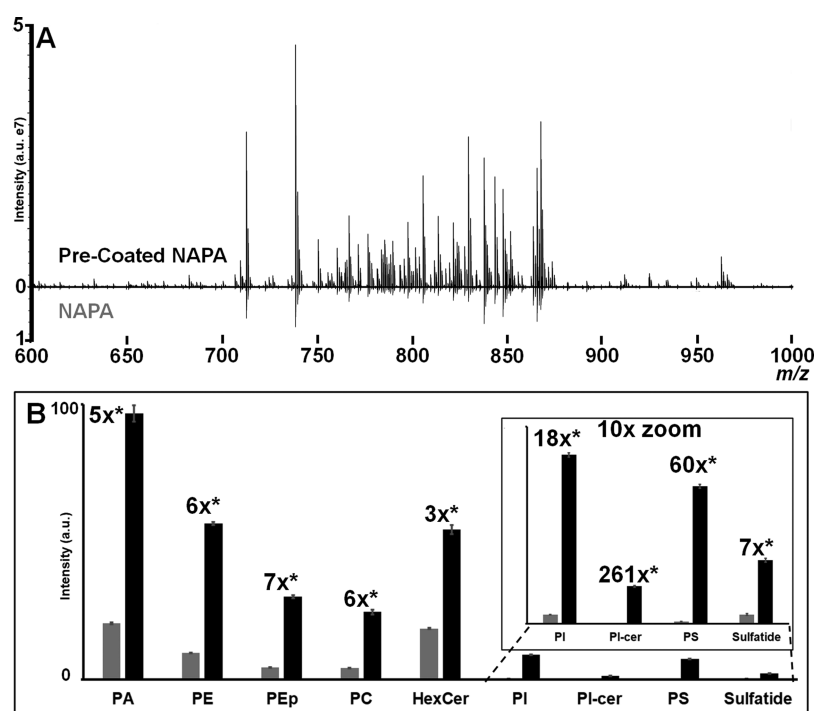 5
A
Intensity (a.u. e7)
Pre-Coated NAPA
0
NAPA
1
600 650 700 750 800 850 900 950 1000
m/z
B
100
Intensity (a.u.)
0
5x* 6x* 7x* 6x* 3x*
PA PE PEp PC HexCer PI PI-cer PS Sulfatide
10x zoom
18x* 261x* 60x* 7x*
PI PI-cer PS Sulfatide